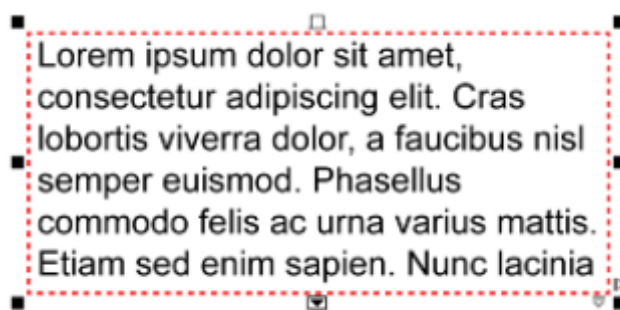 Lorem ipsum dolor sit amet,
consectetur adipiscing elit. Cras
lobortis viverra dolor, a faucibus nisl
semper euismod. Phasellus
commodo felis ac urna varius mattis.
Etiam sed enim sapien. Nunc lacinia